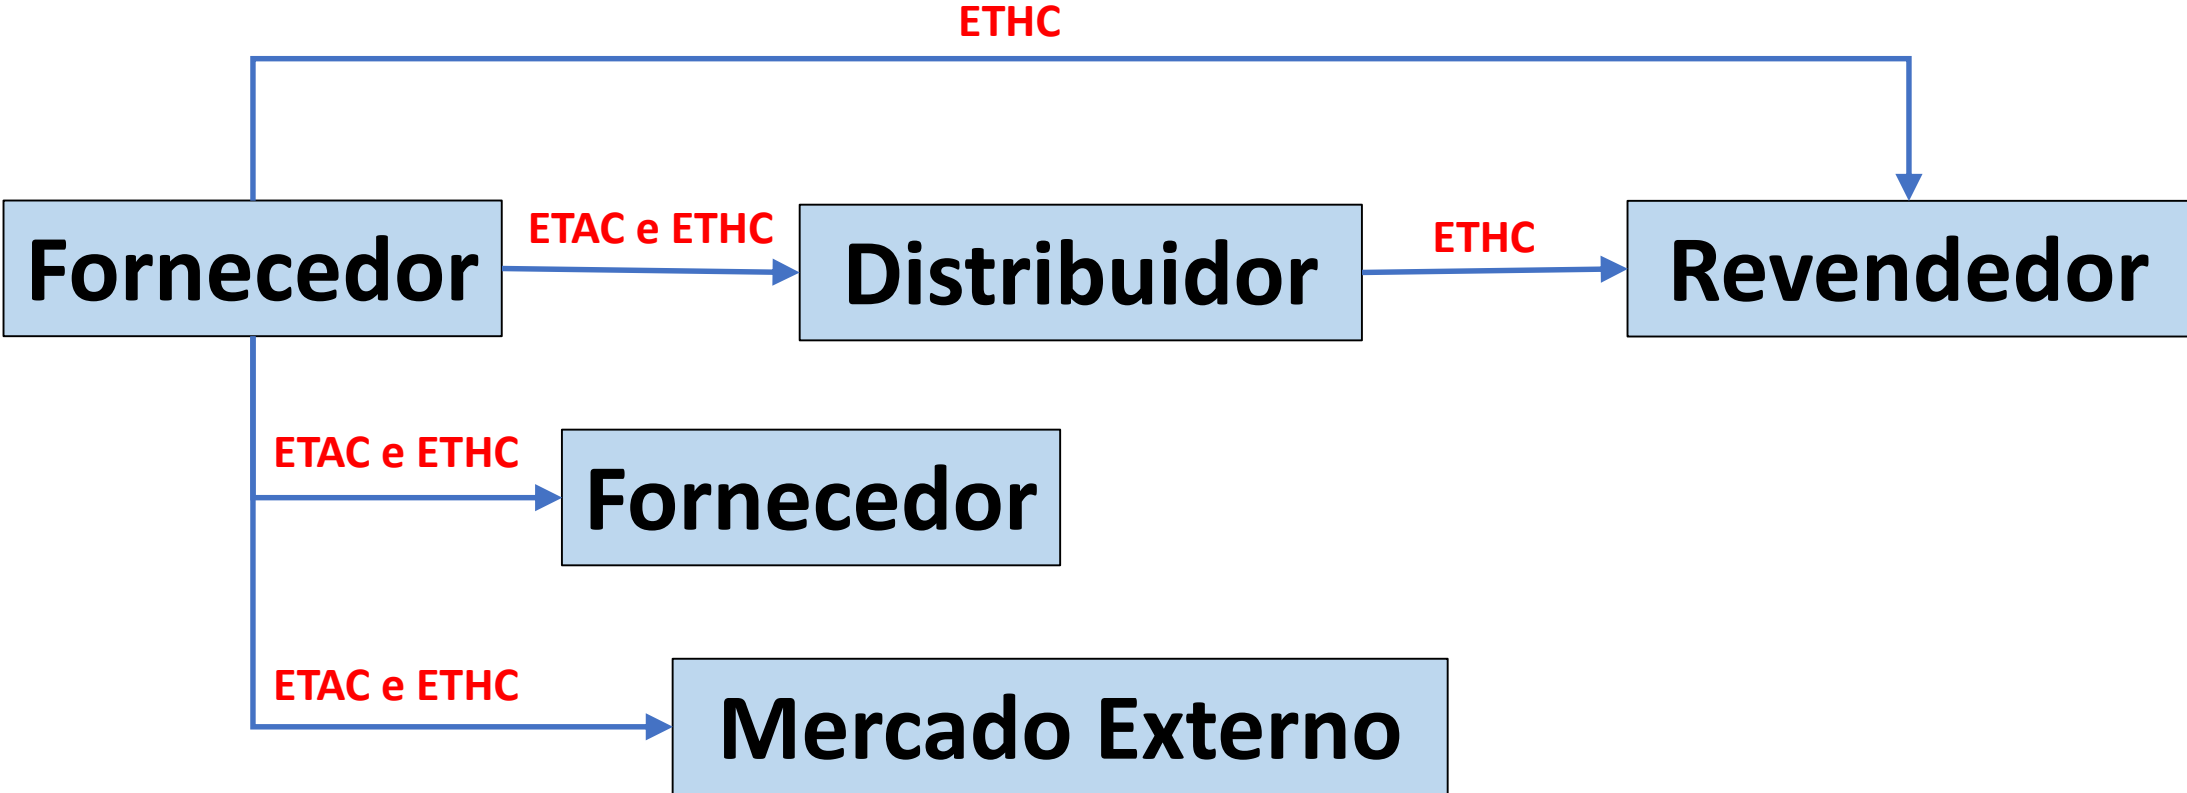 ETHC
Fornecedor
ETAC e ETHC
Distribuidor
ETHC
Revendedor
ETAC e ETHC
Fornecedor
ETAC e ETHC
Mercado Externo